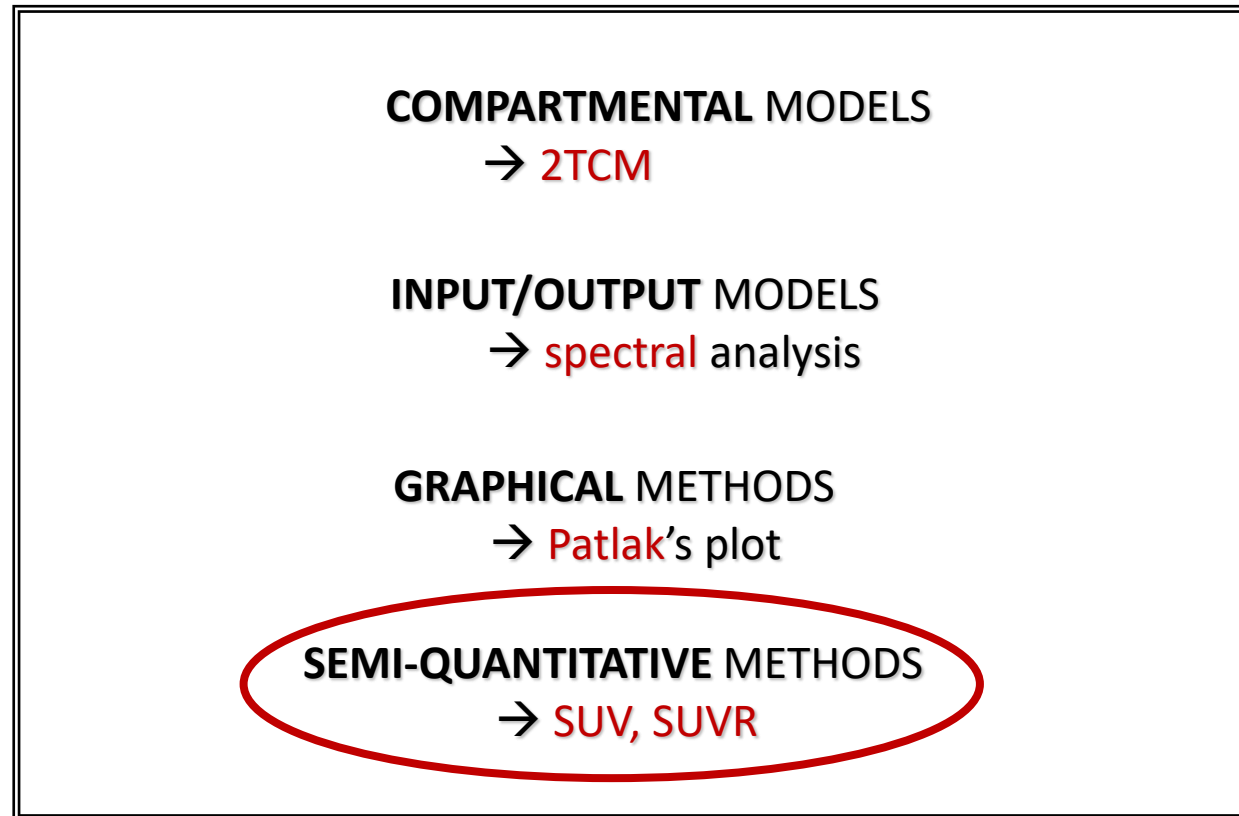 COMPARTMENTAL MODELS
→ 2TCM
INPUT/OUTPUT MODELS
→ spectral analysis
GRAPHICAL METHODS
→ Patlak’s plot
SEMI-QUANTITATIVE METHODS
→ SUV, SUVR